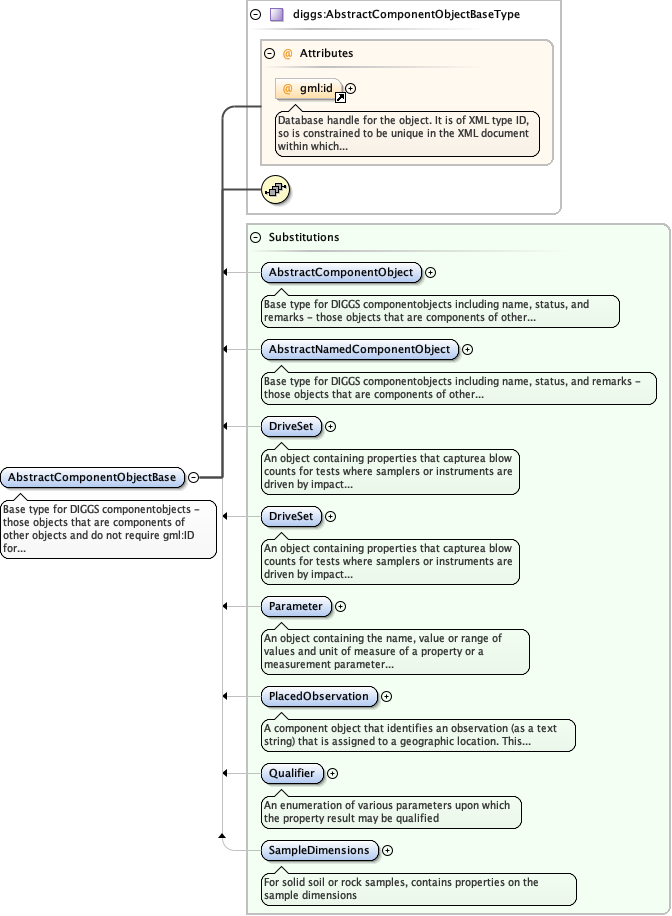 diggs:AbstractComponentObjectBaseType
@ Attributes
@ gml:id
Database handle for the object. It is of XML type ID,
so is constrained to be unique in the XML document
within which...
Substitutions
AbstractComponentObject
Base type for DIGGS componentobjects including name, status, and
remarks - those objects that are components of other...
AbstractNamedComponentObject
Base type for DIGGS componentobjects including name, status, and remarks -
those objects that are components of other...
DriveSet
An object containing properties that capturea blow
counts for tests where samplers or instruments are
driven by impact...
AbstractComponentObjectBase
Base type for DIGGS componentobjects -
those objects that are components of
other objects and do not require gml:ID
for...
DriveSet
An object containing properties that capturea blow
counts for tests where samplers or instruments are
driven by impact...
Parameter
An object containing the name, value or range of
values and unit of measure of a property or a
measurement parameter...
PlacedObservation
A component object that identifies an observation (as a text
string) that is assigned to a geographic location. This...
Qualifier
An enumeration of various parameters upon which
the property result may be qualified
SampleDimensions
For solid soil or rock samples, contains properties on the
sample dimensions